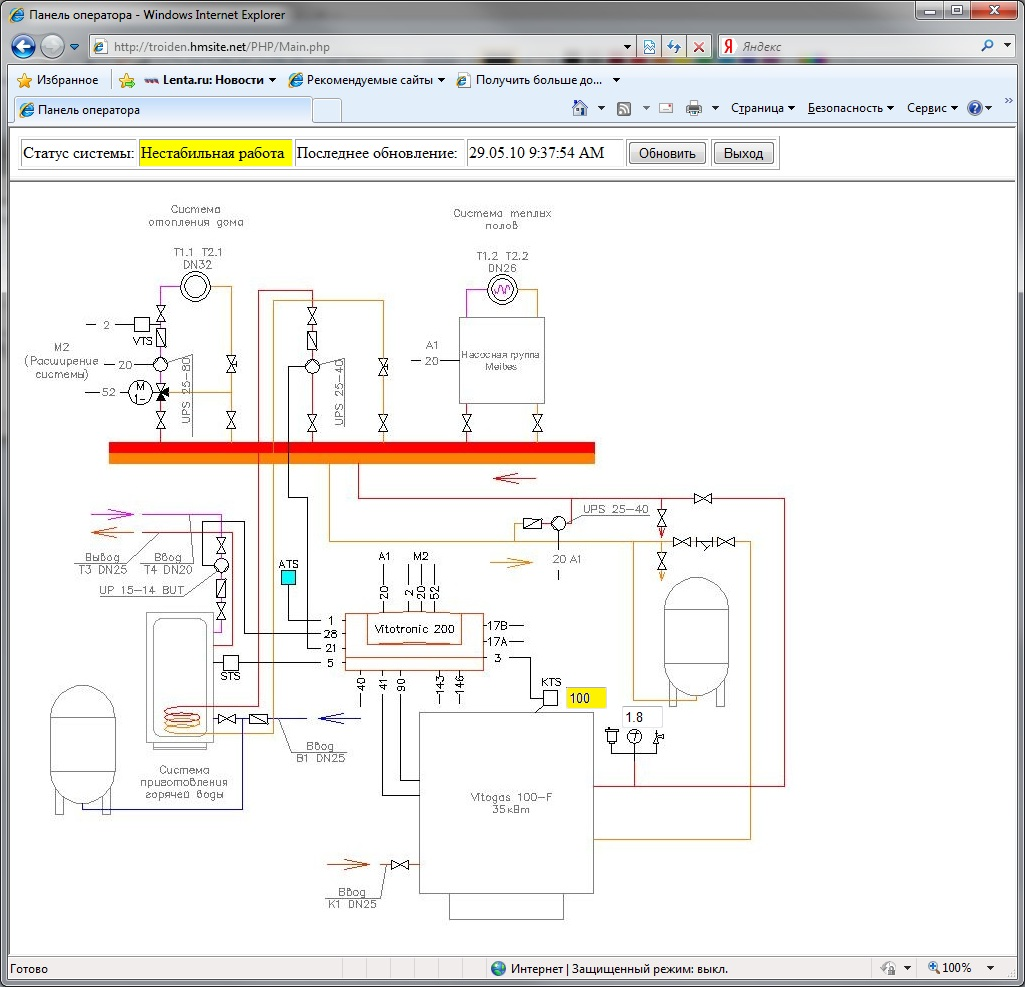 Панель оператора - Windows Internet Explorer
http://troiden.hmsite.net/PHP/Main.php
Яндекс
Избранное
Lenta.ru: Новости
Рекомендуемые сайты
Получить больше до...
Панель оператора
Страница
Безопасность
Сервис
»
Статус системы: Нестабильная работа Последнее обновление: 29.05.10 9:37:54 AM Обновить Выход
Система
отопления дома
Система теплых
полов
T1.1 T2.1
DN32
T1.2 T2.2
DN26
2
VTS
M2
(Расширение
системы)
20
52
M
1~
UPS 25-80
UPS 25-40
A1
20
Насосная группа
Meibes
UPS 25-40
20 A1
Вывод
T3 DN25
Ввод
T4 DN20
UP 15-14 BUT
ATS
A1
M2
20
2
20
52
1
28
21
5
Vitotronic 200
17B
17A
3
STS
40
41
90
143
146
KTS
100
1.8
Ввод
B1 DN25
Система
приготовления
горячей воды
Vitogas 100-F
35кВт
Ввод
K1 DN25
Готово
Интернет | Защищенный режим: выкл.
100%